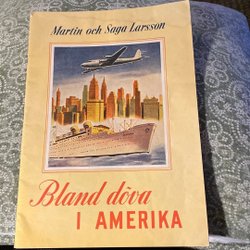 Martin och Saga Larsson
Bland döva
I AMERIKA